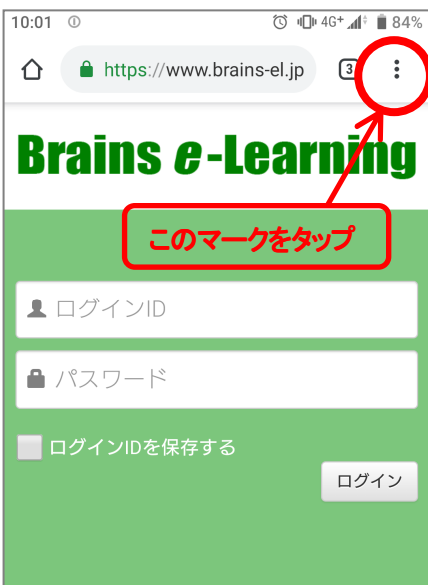 10:01 4G+ 84%
https://www.brains-el.jp 3
Brains e-Learning
このマークをタップ
ログインID
パスワード
ログインIDを保存する
ログイン